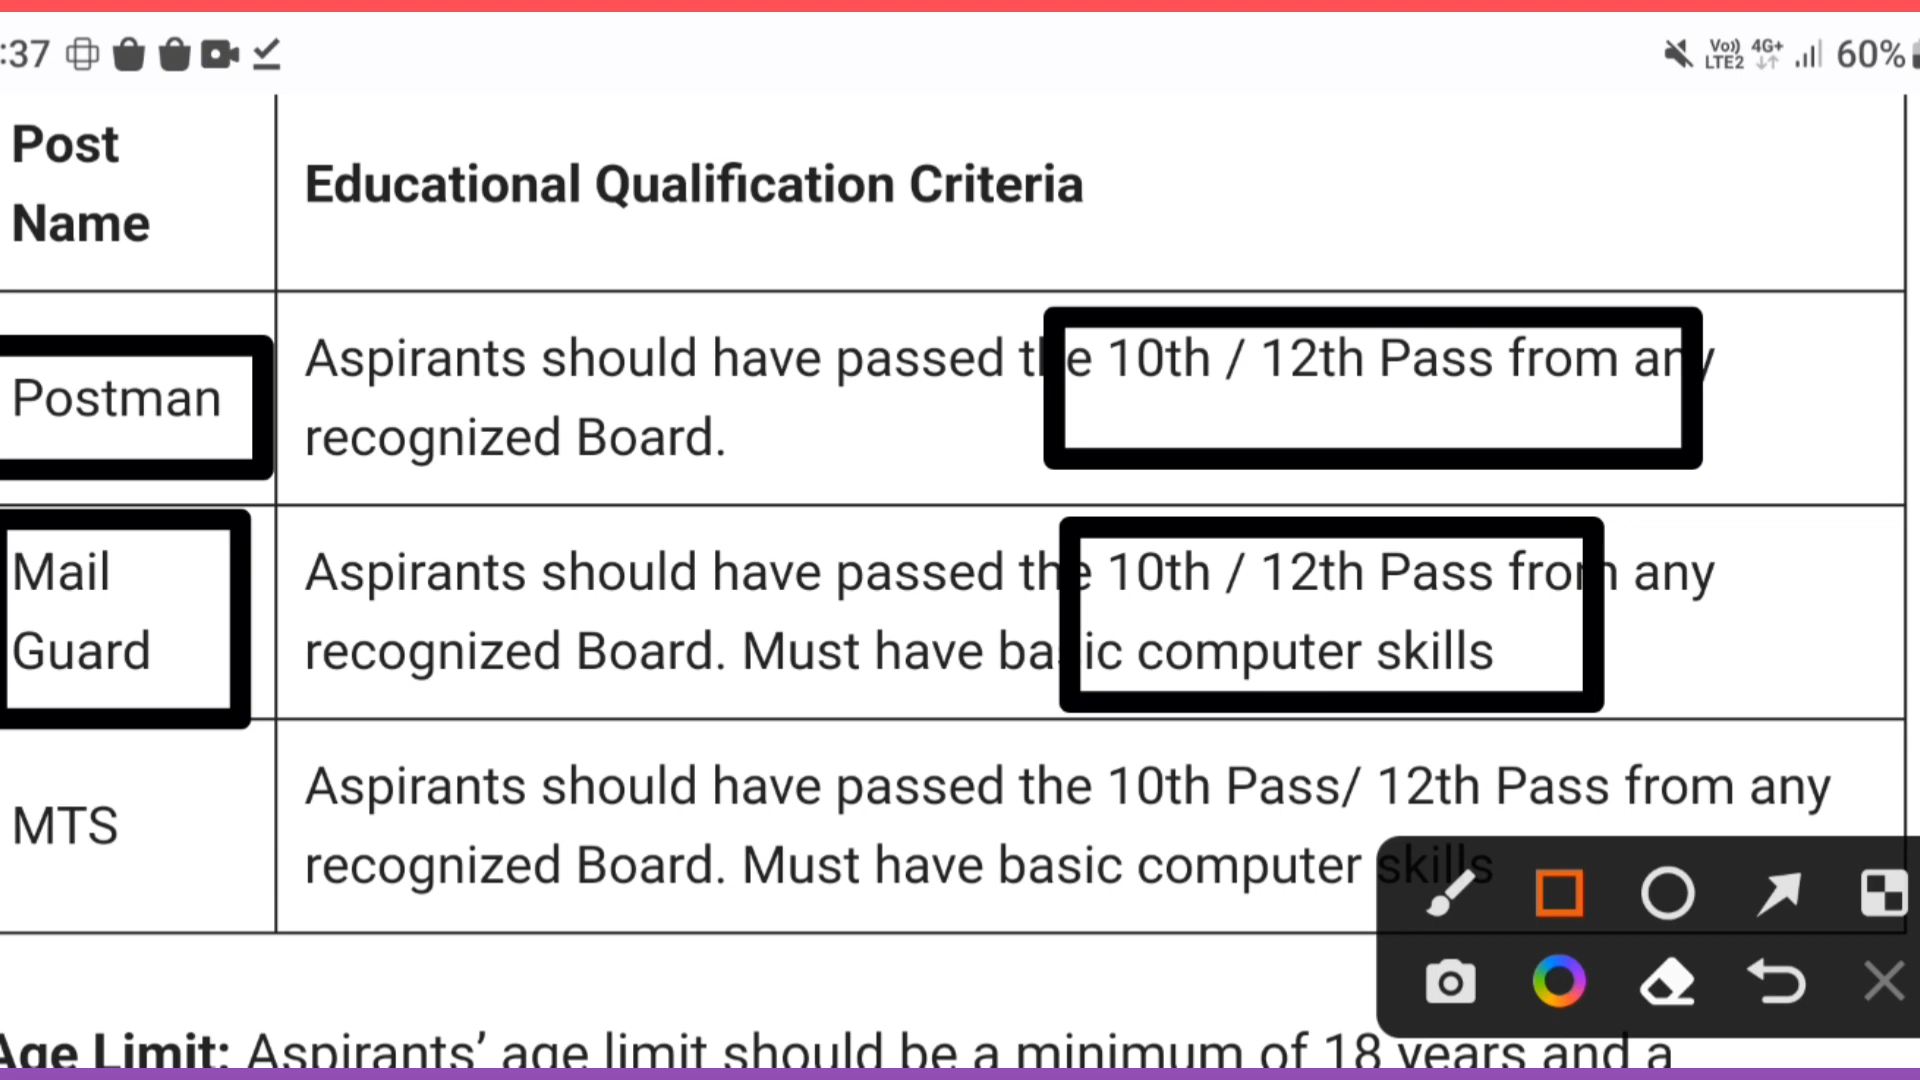 :37
Vo)) LTE2 4G+ 60%
Post
Name
Educational Qualification Criteria
Postman
Aspirants should have passed the 10th / 12th Pass from any
recognized Board.
Mail
Guard
Aspirants should have passed the 10th / 12th Pass from any
recognized Board. Must have basic computer skills
MTS
Aspirants should have passed the 10th Pass/ 12th Pass from any
recognized Board. Must have basic computer skills
Age Limit: Aspirants’ age limit should be a minimum of 18 years and a